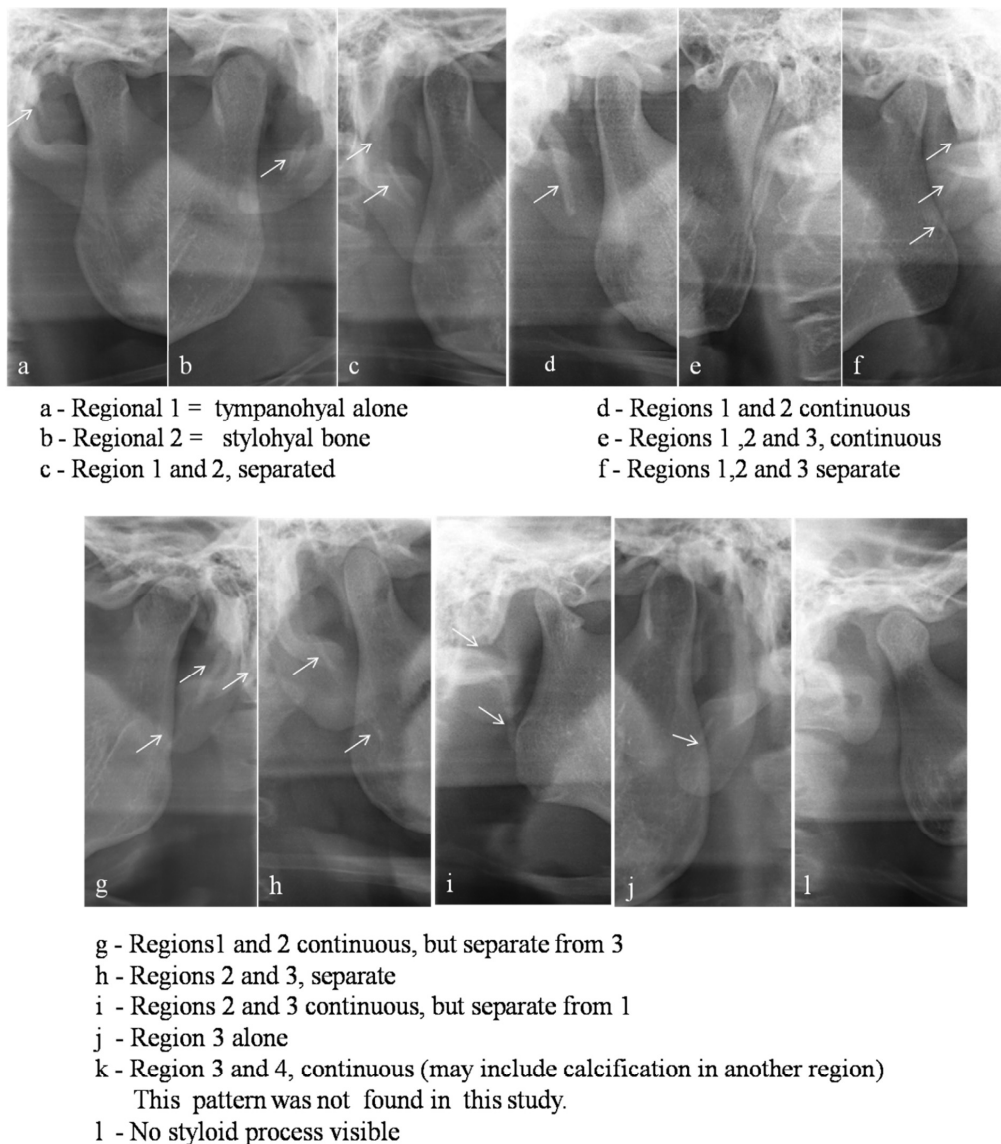 a b c d e f
a - Regional 1 = tympanohyal alone
b - Regional 2 = stylohyal bone
c - Region 1 and 2, separated
d - Regions 1 and 2 continuous
e - Regions 1 ,2 and 3, continuous
f - Regions 1,2 and 3 separate
g h i j l
g - Regions1 and 2 continuous, but separate from 3
h - Regions 2 and 3, separate
i - Regions 2 and 3 continuous, but separate from 1
j - Region 3 alone
k - Region 3 and 4, continuous (may include calcification in another region)
This pattern was not found in this study.
l - No styloid process visible